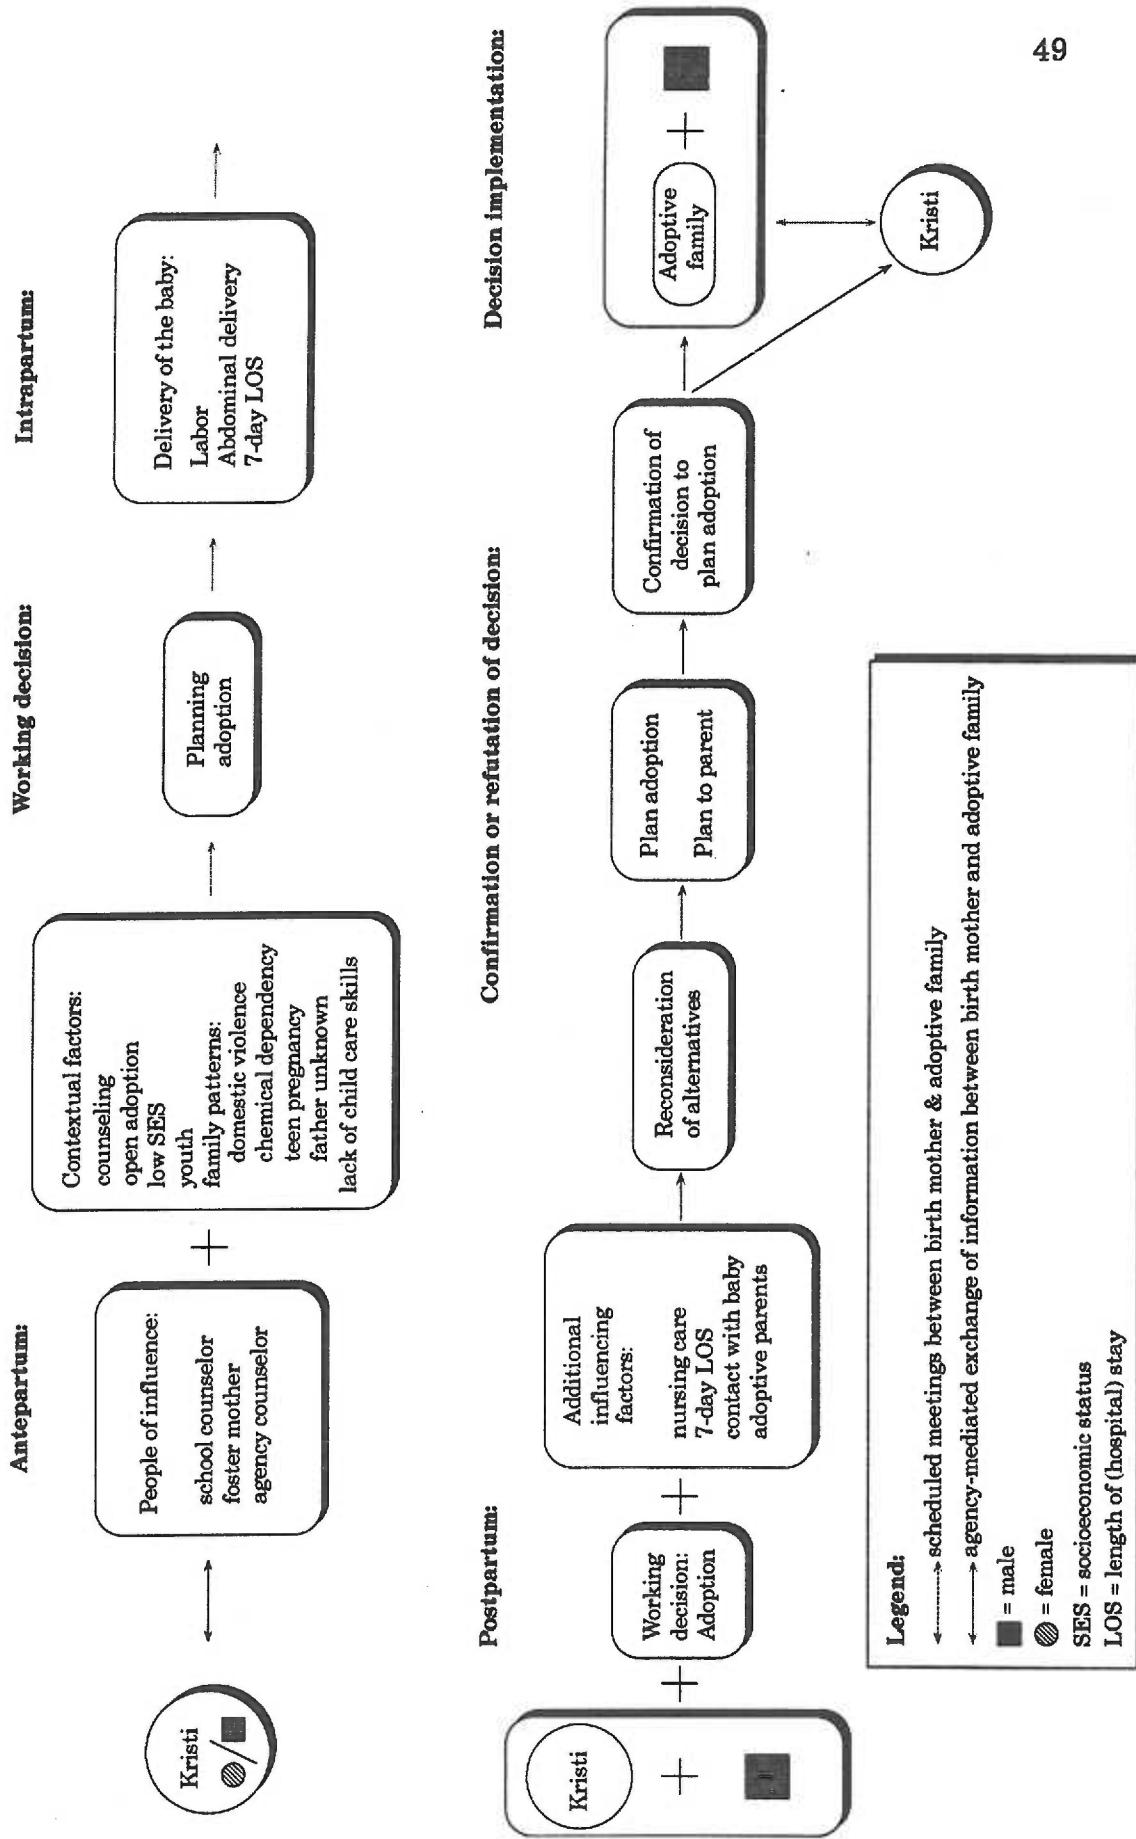 49
Antepartum:
Working decision:
Intrapartum:
Kristi
/
People of influence:
school counselor
foster mother
agency counselor
+
Contextual factors:
counseling
open adoption
low SES
youth
family patterns:
domestic violence
chemical dependency
teen pregnancy
father unknown
lack of child care skills
Planning
adoption
Delivery of the baby:
Labor
Abdominal delivery
7-day LOS
Postpartum:
Confirmation or refutation of decision:
Decision implementation:
Kristi
+
+
Working
decision:
Adoption
+
Additional
influencing
factors:
nursing care
7-day LOS
contact with baby
adoptive parents
Reconsideration
of alternatives
Plan adoption
Plan to parent
Confirmation of
decision to
plan adoption
Adoptive
family
+
Kristi
Legend:
scheduled meetings between birth mother & adoptive family
agency-mediated exchange of information between birth mother and adoptive family
= male
= female
SES = socioeconomic status
LOS = length of (hospital) stay